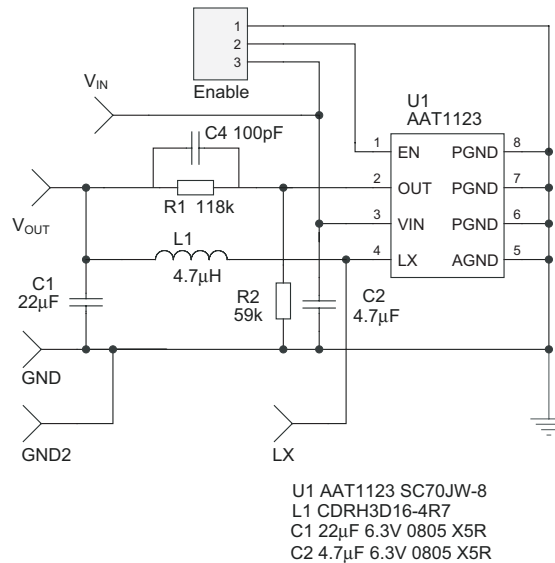 1
2
3
Enable
V_IN
C4 100pF
U1
AAT1123
1 EN PGND 8
2 OUT PGND 7
3 VIN PGND 6
4 LX AGND 5
V_OUT
R1 118k
L1
4.7μH
C1
22μF
R2
59k
C2
4.7μF
GND
GND2
LX
U1 AAT1123 SC70JW-8
L1 CDRH3D16-4R7
C1 22μF 6.3V 0805 X5R
C2 4.7μF 6.3V 0805 X5R